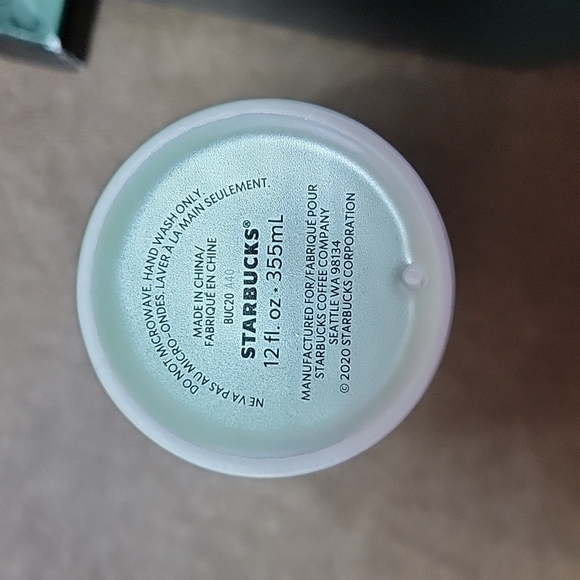 DO NOT MICROWAVE. HAND WASH ONLY.
NE VA PAS AU MICRO-ONDES. LAVER À LA MAIN SEULEMENT.
MADE IN CHINA/
FABRIQUÉ EN CHINE
BUC20 A40
STARBUCKS®
12 fl. oz • 355mL
MANUFACTURED FOR/FABRIQUÉ POUR
STARBUCKS COFFEE COMPANY
SEATTLE WA 98134
© 2020 STARBUCKS CORPORATION